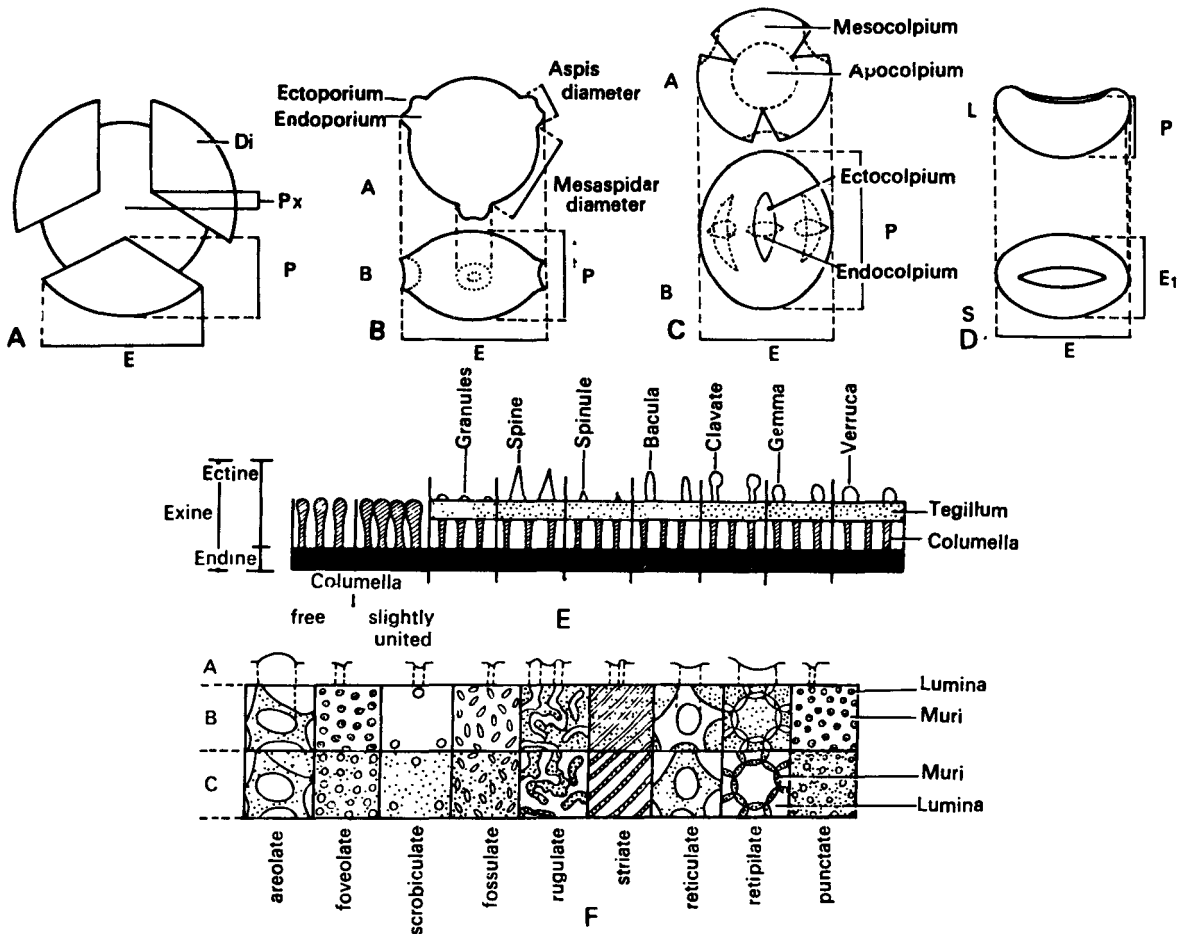 Di
Px
P
E
A
Ectoporium
Endoporium
Aspis
diameter
Mesaspidar
diameter
A
B
P
B
E
Mesocolpium
Apocolpium
A
Ectocolpium
P
Endocolpium
B
C
E
L
P
E1
S
D
E
Granules
Spine
Spinule
Bacula
Clavate
Gemma
Verruca
Ectine
Exine
Endine
Tegillum
Columella
Columella
free
slightly
united
E
A
B
C
Lumina
Muri
Muri
Lumina
areolate
foveolate
scrobiculate
fossulate
rugulate
striate
reticulate
retipilate
punctate
F